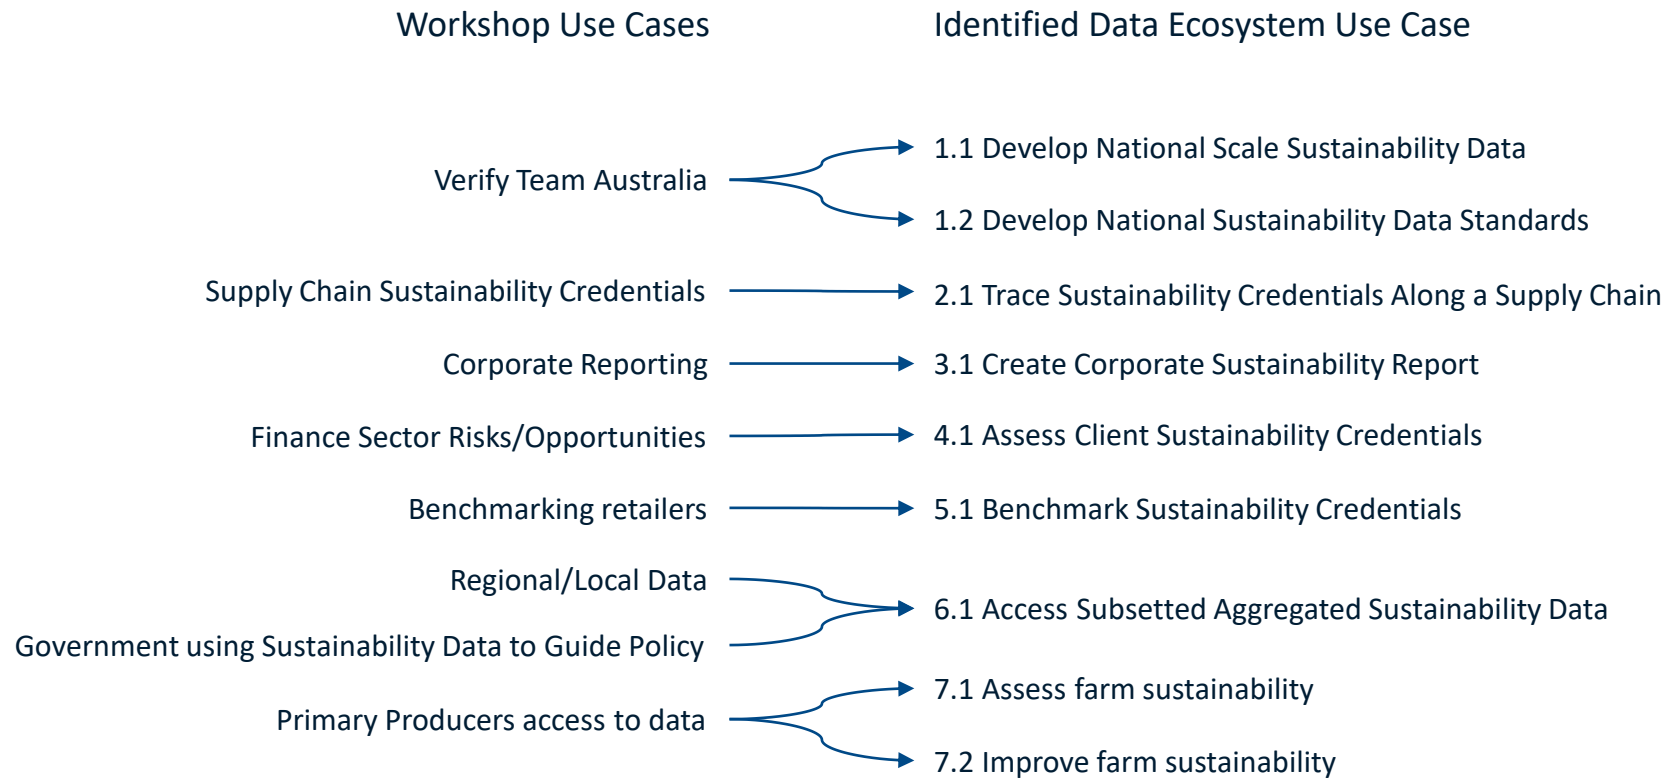 Workshop Use Cases
Identified Data Ecosystem Use Case
Verify Team Australia
1.1 Develop National Scale Sustainability Data
1.2 Develop National Sustainability Data Standards
Supply Chain Sustainability Credentials
2.1 Trace Sustainability Credentials Along a Supply Chain
Corporate Reporting
3.1 Create Corporate Sustainability Report
Finance Sector Risks/Opportunities
4.1 Assess Client Sustainability Credentials
Benchmarking retailers
5.1 Benchmark Sustainability Credentials
Regional/Local Data
Government using Sustainability Data to Guide Policy
6.1 Access Subsetted Aggregated Sustainability Data
Primary Producers access to data
7.1 Assess farm sustainability
7.2 Improve farm sustainability